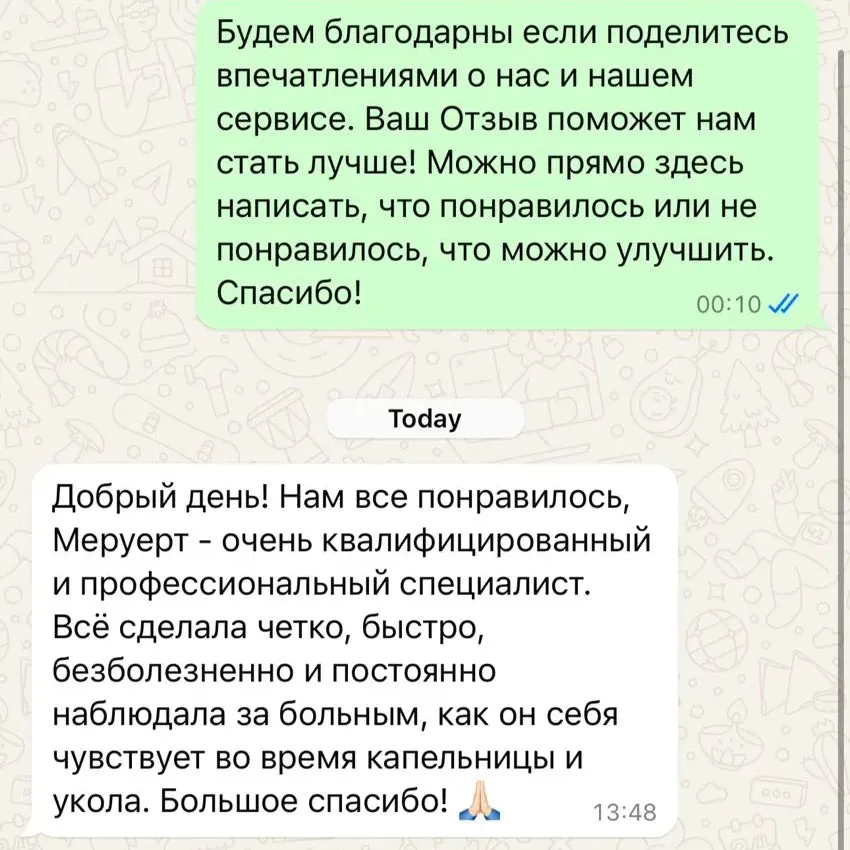 Будем благодарны если поделитесь
впечатлениями о нас и нашем
сервисе. Ваш Отзыв поможет нам
стать лучше! Можно прямо здесь
написать, что понравилось или не
понравилось, что можно улучшить.
Спасибо!
00:10
Today
Добрый день! Нам все понравилось,
Меруерт - очень квалифицированный
и профессиональный специалист.
Всё сделала четко, быстро,
безболезненно и постоянно
наблюдала за больным, как он себя
чувствует во время капельницы и
укола. Большое спасибо! 🙏🏻
13:48